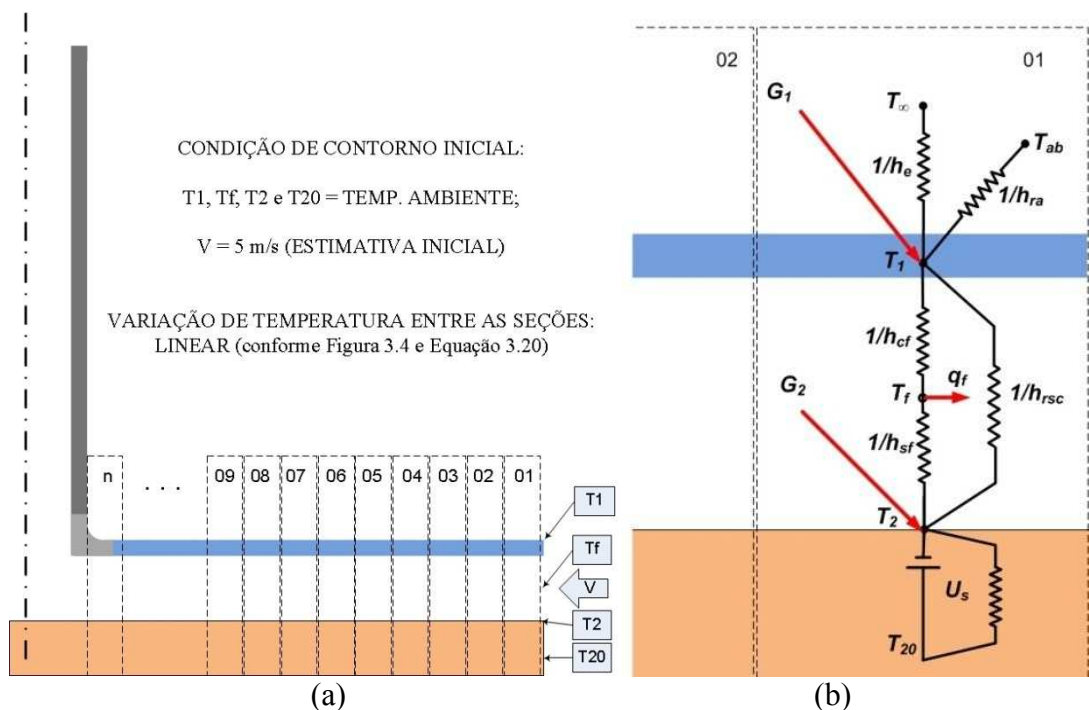 CONDIÇÃO DE CONTORNO INICIAL:
T1, Tf, T2 e T20 = TEMP. AMBIENTE;
V = 5 m/s (ESTIMATIVA INICIAL)
VARIAÇÃO DE TEMPERATURA ENTRE AS SEÇÕES:
LINEAR (conforme Figura 3.4 e Equação 3.20)
n . . . 09 08 07 06 05 04 03 02 01
T1
Tf
V
T2
T20
(a)
02 01
G₁
T∞
Tab
1/he
1/hra
T₁
1/hcf
G₂
Tf
qf
1/hrsc
1/hsf
T₂
Us
T₂₀
(b)